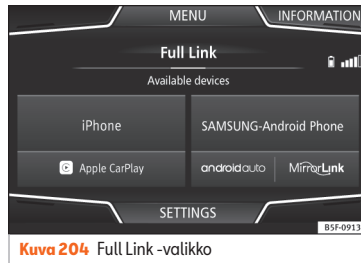 MENU INFORMATION
Full Link
Available devices
iPhone SAMSUNG-Android Phone
Apple CarPlay androidauto MirrorLink
SETTINGS
B5F-0913
Kuva 204 Full Link -valikko